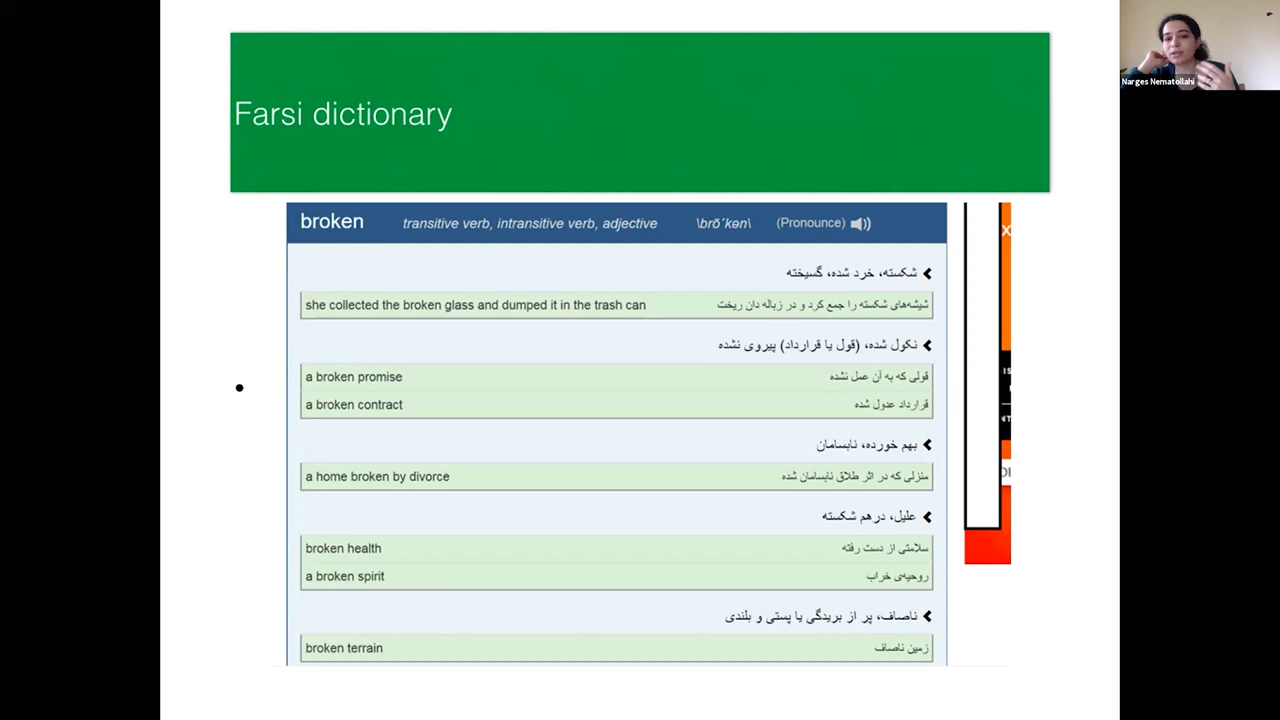 Narges Nematollahi
Farsi dictionary
broken transitive verb, intransitive verb, adjective \brō´kən\ (Pronounce)
شکسته، خرد شده، گسیخته
she collected the broken glass and dumped it in the trash can شیشه‌های شکسته را جمع کرد و در زباله دان ریخت
نکول شده، (قول یا قرارداد) پیروی نشده
a broken promise قولی که به آن عمل نشده
a broken contract قرارداد عدول شده
بهم خورده، نابسامان
a home broken by divorce منزلی که در اثر طلاق نابسامان شده
علیل، درهم شکسته
broken health سلامتی از دست رفته
a broken spirit روحیه‌ی خراب
ناصاف، پر از بریدگی یا پستی و بلندی
broken terrain زمین ناصاف